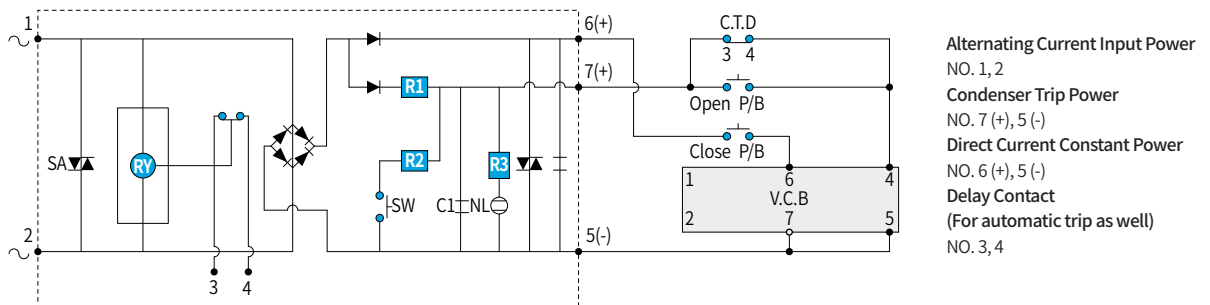 1
6(+)
C.T.D
3 4
7(+)
R1
Open P/B
Close P/B
SA
RY
R2
R3
SW
C1
NL
1
6
4
V.C.B
2
7
5
2
5(-)
3 4
Alternating Current Input Power
NO. 1, 2
Condenser Trip Power
NO. 7 (+), 5 (-)
Direct Current Constant Power
NO. 6 (+), 5 (-)
Delay Contact
(For automatic trip as well)
NO. 3, 4